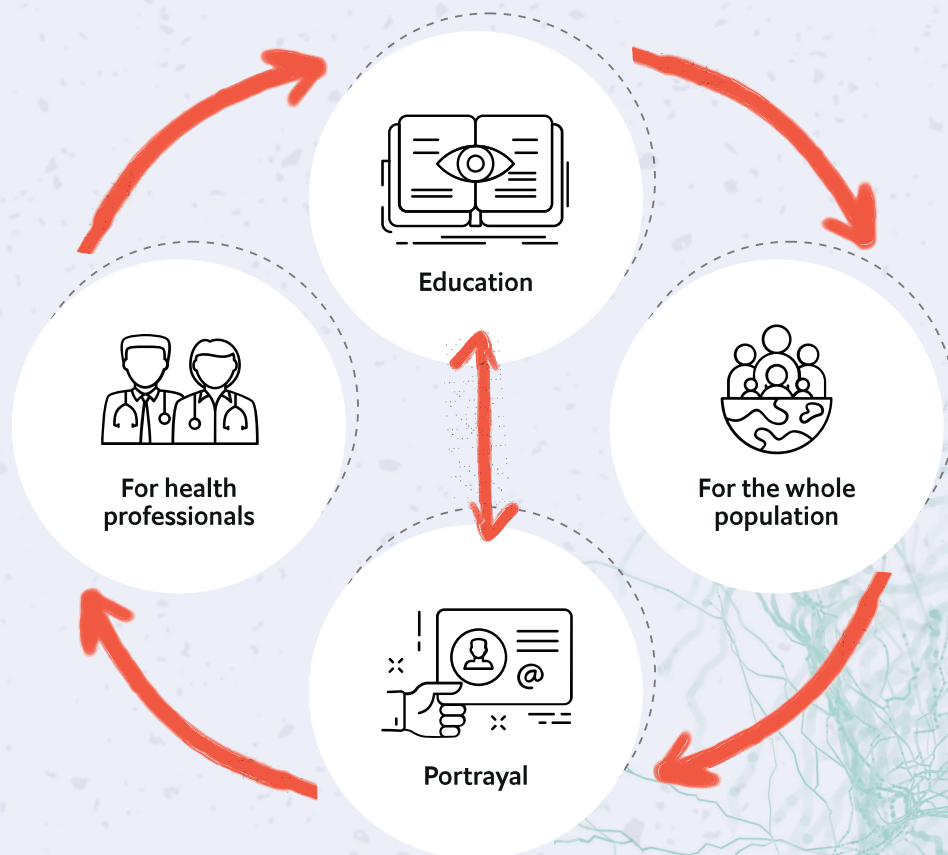 Education
For health
professionals
For the whole
population
@
Portrayal